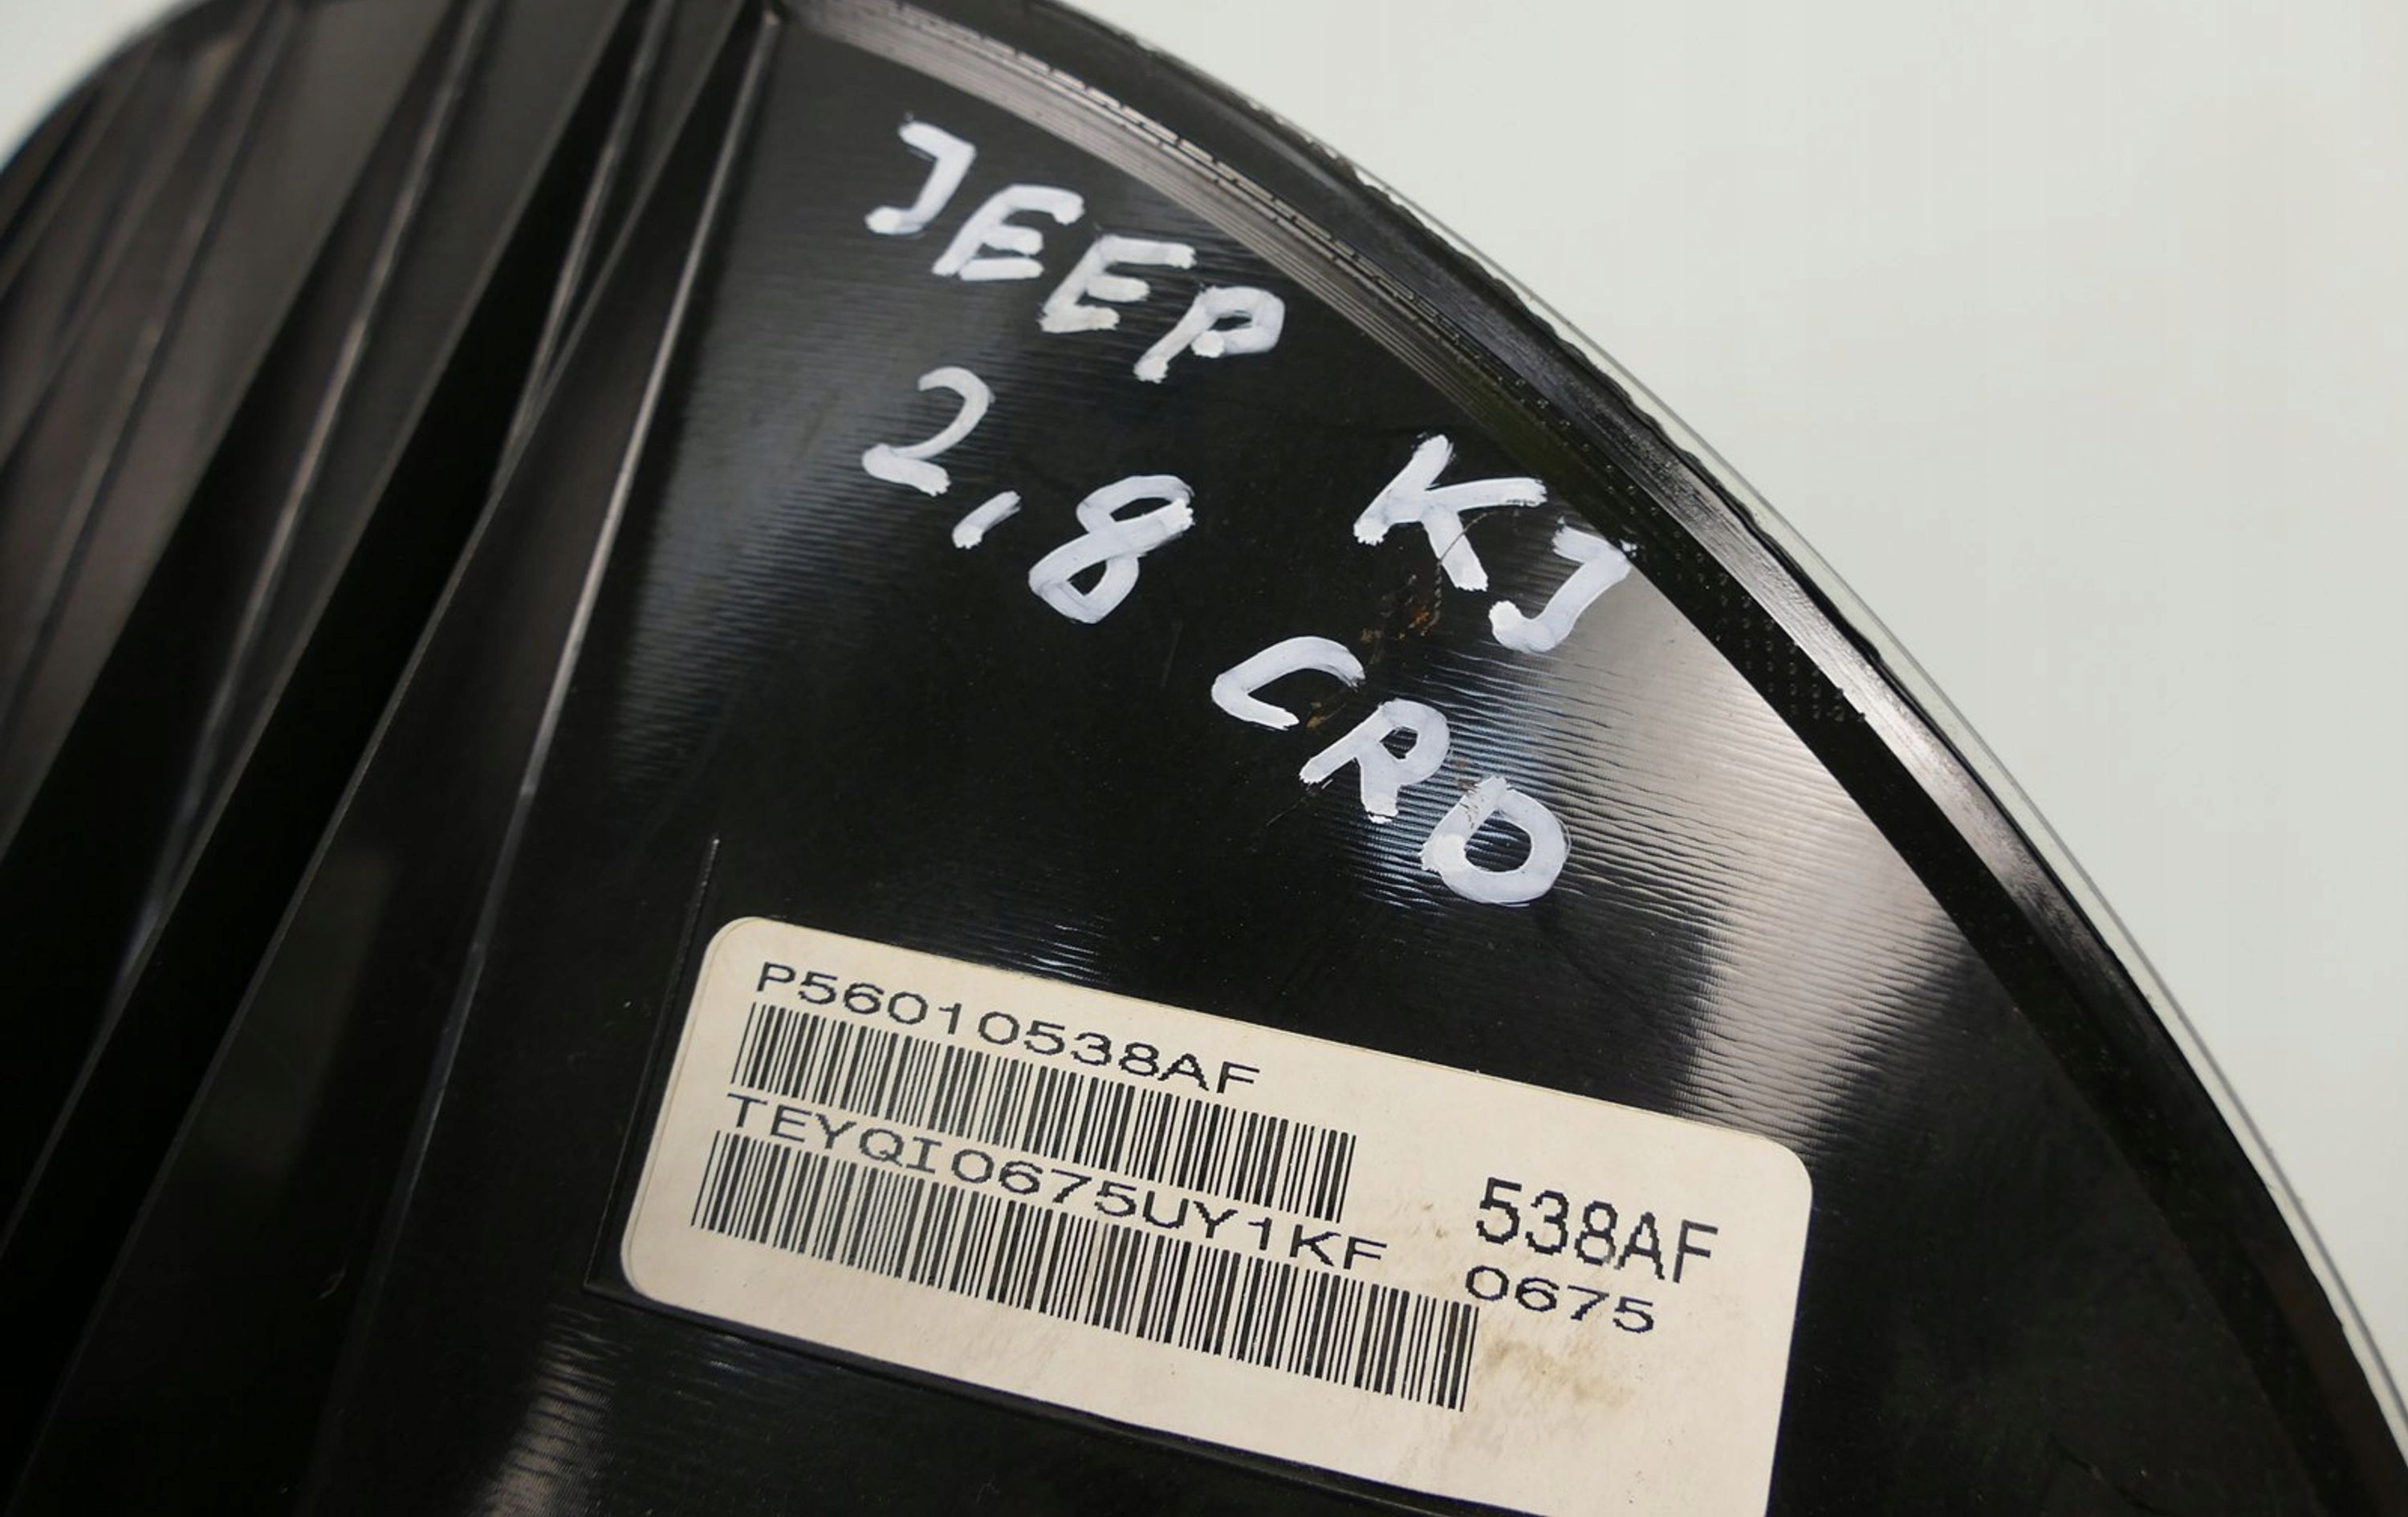 JEEP KJ
2.8 CRD
P56010538AF
TEYQI0675UY1KF
538AF
0675